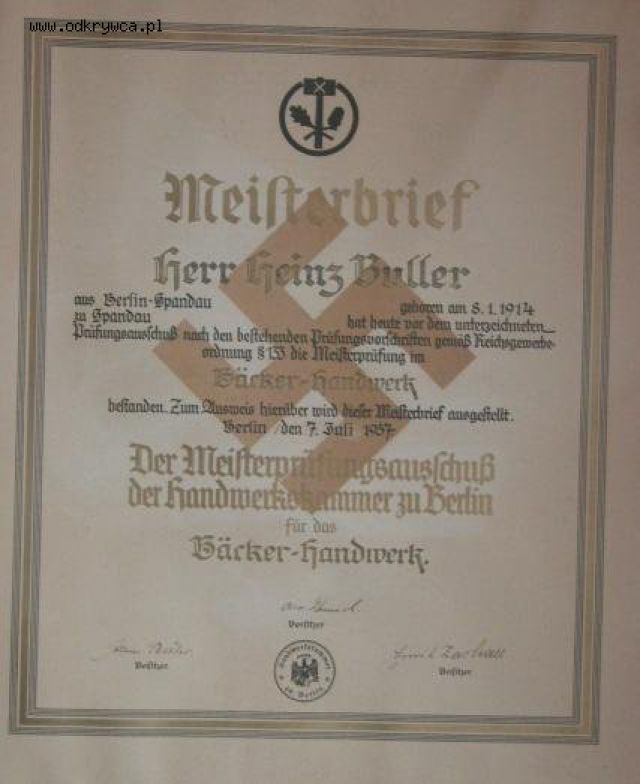 www.odkrywca.pl
Meisterbrief
Herr Heinz Buller
aus Berlin-Spandau geboren am 8.1.1914
zu Spandau hat heute vor dem unterzeichneten
Prüfungsausschuß nach den bestehenden Prüfungsvorschriften gemäß Reichsgewerbe-
ordnung § 133 die Meisterprüfung im
Bäcker-Handwerk
bestanden. Zum Ausweis hierüber wird dieser Meisterbrief ausgestellt.
Berlin, den 7. Juli 1937
Der Meisterprüfungsausschuß
der Handwerkskammer zu Berlin
für das
Bäcker-Handwerk.
Vorsitzer
Beisitzer
Beisitzer
Handwerkskammer
zu Berlin